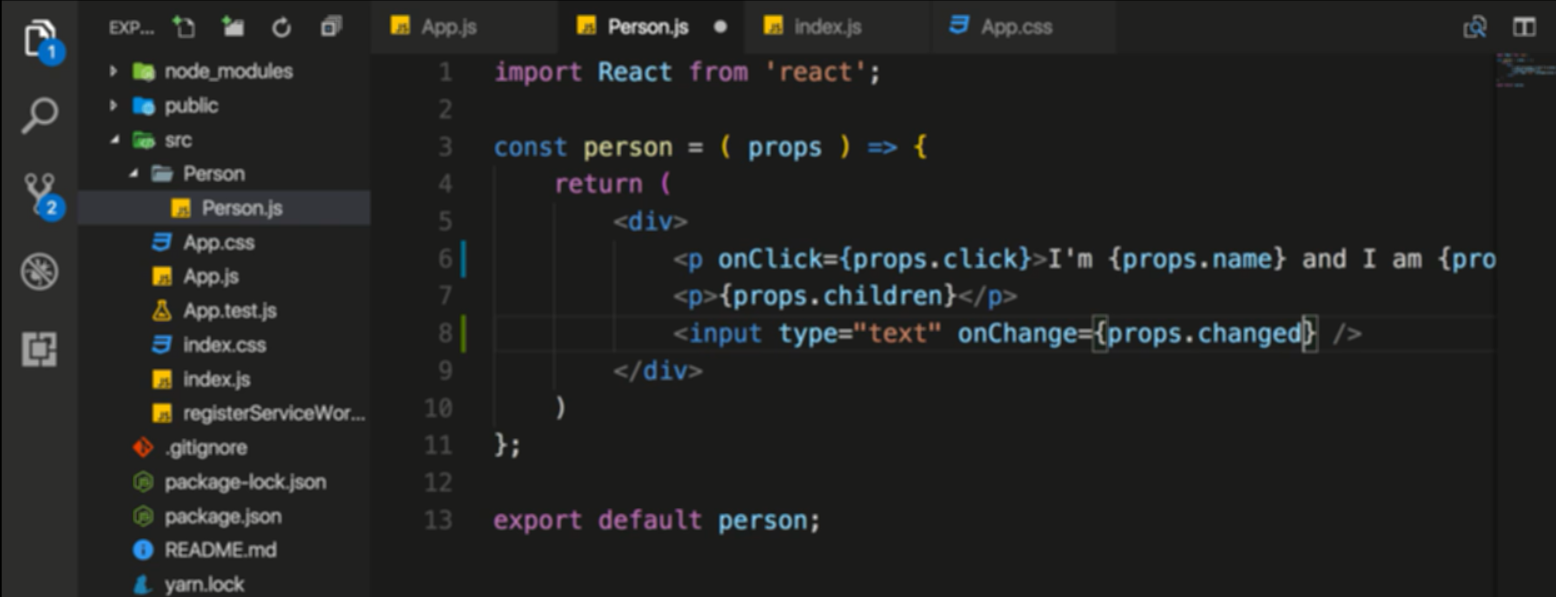 EXP...
App.js
Person.js
index.js
App.css
1
2
node_modules
public
src
Person
Person.js
App.css
App.js
App.test.js
index.css
index.js
registerServiceWor...
.gitignore
package-lock.json
package.json
README.md
yarn.lock
1 import React from 'react';
2
3 const person = ( props ) => {
4 return (
5 <div>
6 <p onClick={props.click}>I'm {props.name} and I am {pro
7 <p>{props.children}</p>
8 <input type="text" onChange={props.changed} />
9 </div>
10 )
11 };
12
13 export default person;